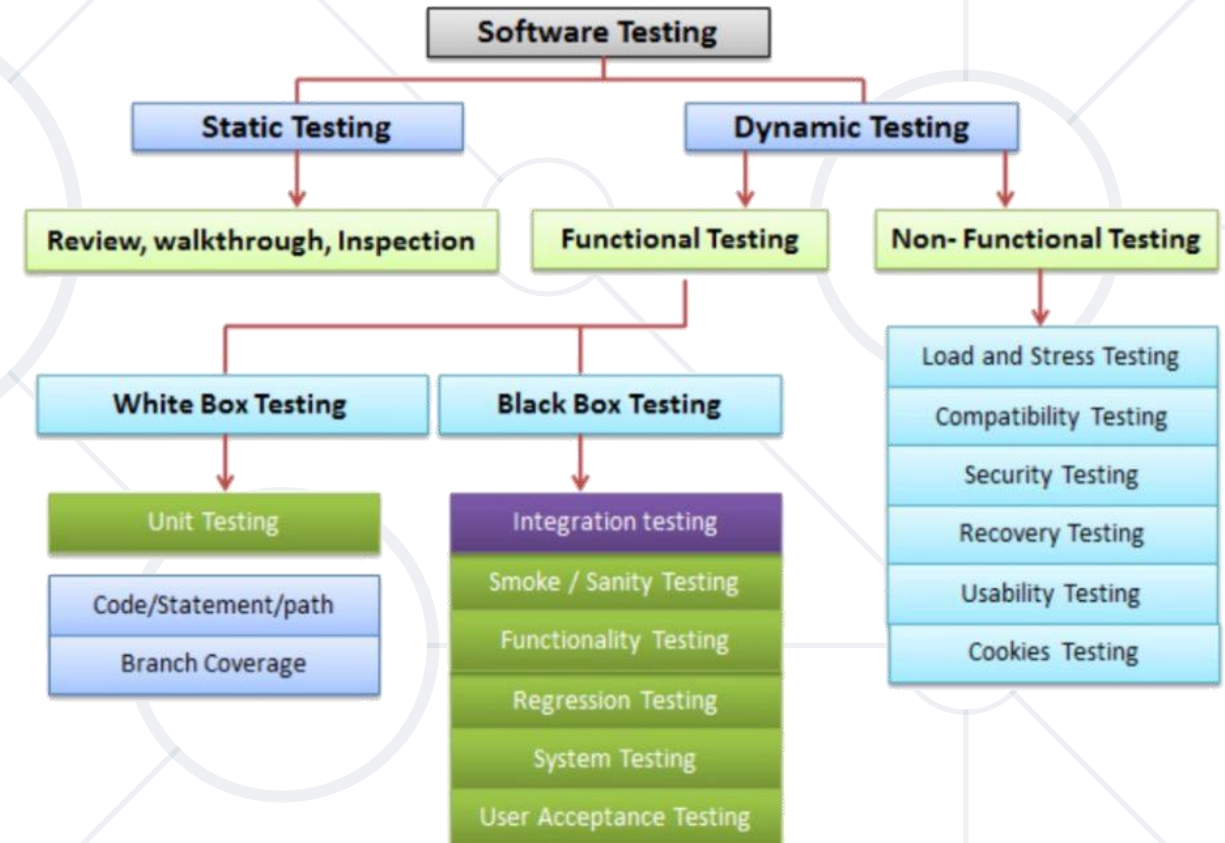 Software Testing
Static Testing
Dynamic Testing
Review, walkthrough, Inspection
Functional Testing
Non- Functional Testing
White Box Testing
Black Box Testing
Load and Stress Testing
Compatibility Testing
Security Testing
Recovery Testing
Usability Testing
Cookies Testing
Unit Testing
Code/Statement/path
Branch Coverage
Integration testing
Smoke / Sanity Testing
Functionality Testing
Regression Testing
System Testing
User Acceptance Testing